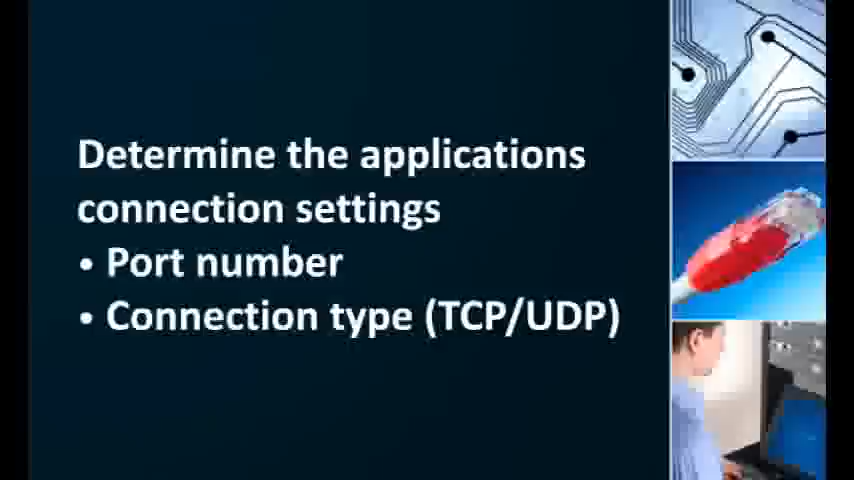 Determine the applications
connection settings
• Port number
• Connection type (TCP/UDP)